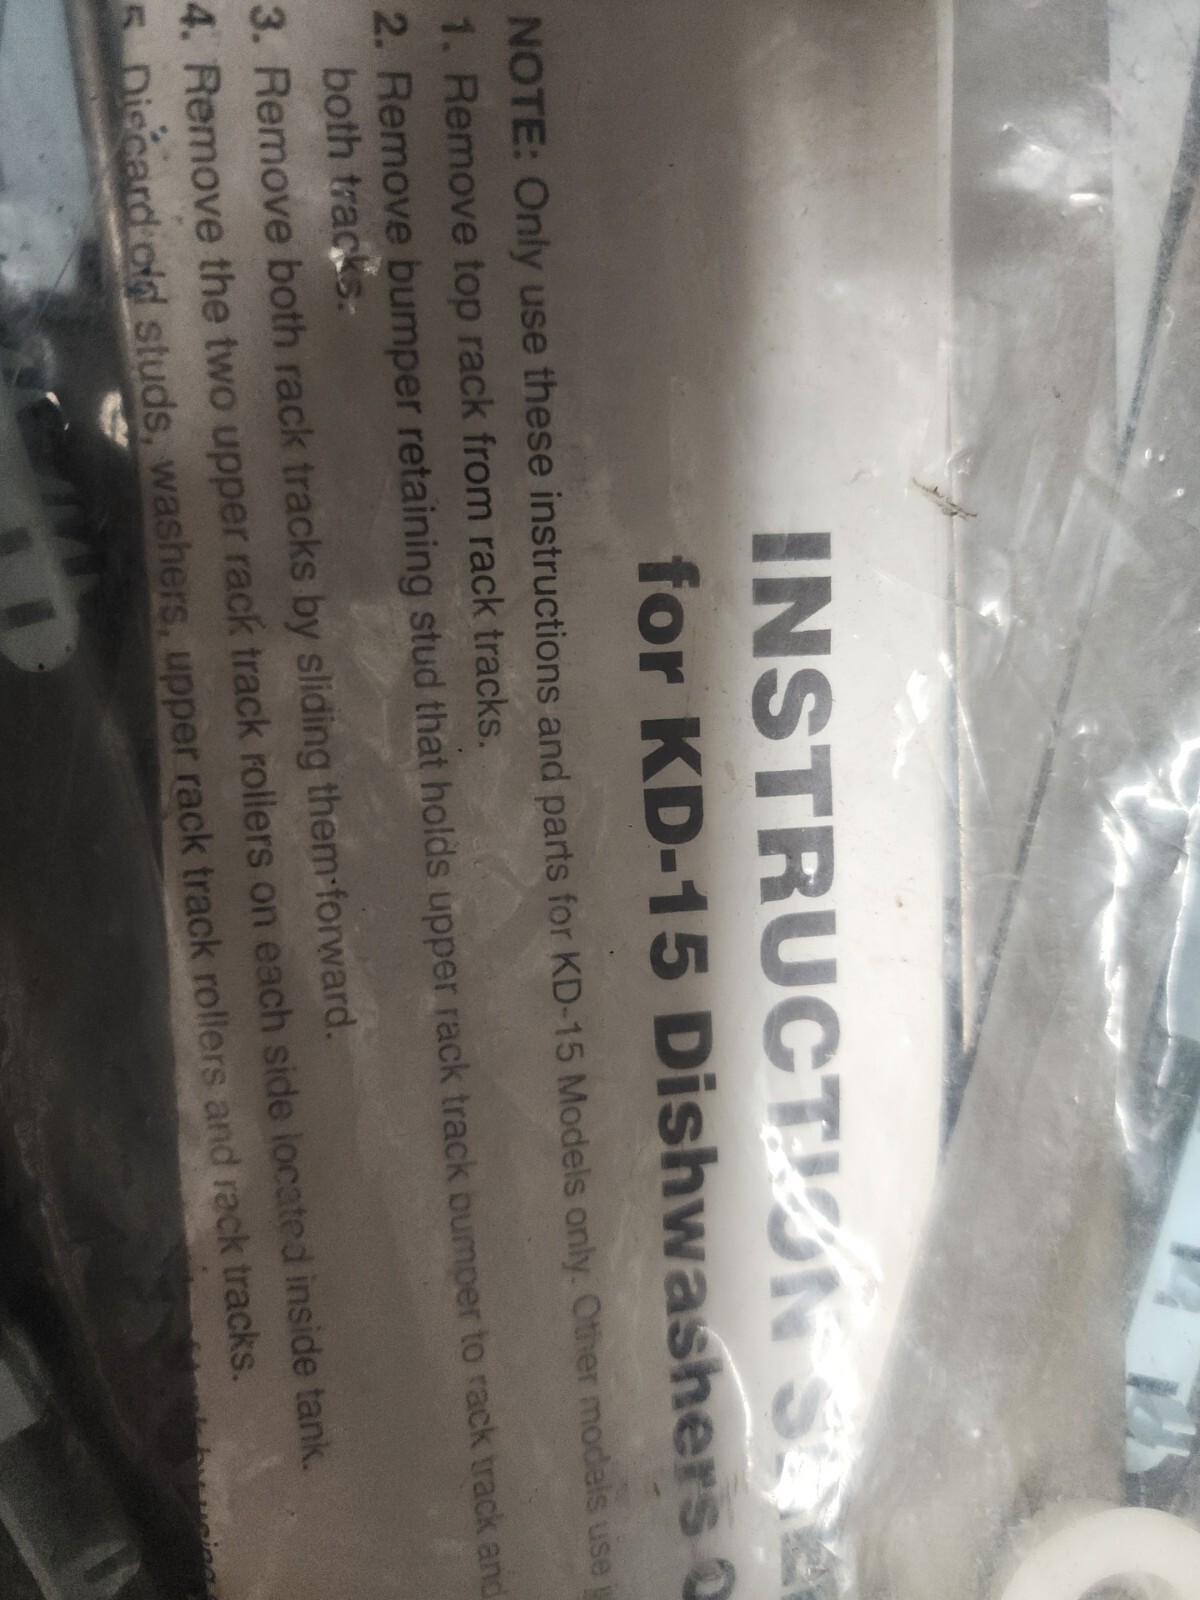 INSTRUCTION
for KD-15 Dishwashers
NOTE: Only use these instructions and parts for KD-15 Models only. Other models use
1. Remove top rack from rack tracks.
2. Remove bumper retaining stud that holds upper rack track bumper to rack track and
both tracks.
3. Remove both rack tracks by sliding them forward.
4. Remove the two upper rack track rollers on each side located inside tank.
5. Discard old studs, washers, upper rack track rollers and rack tracks.